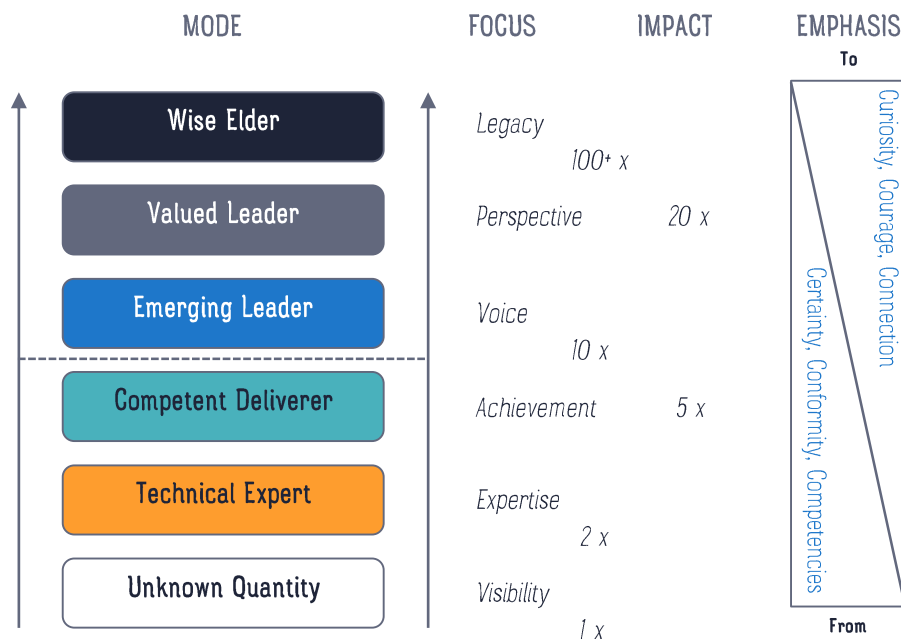 MODE
FOCUS
IMPACT
EMPHASIS
To
Wise Elder
Legacy
100+ x
Valued Leader
Perspective
20 x
Emerging Leader
Voice
10 x
Competent Deliverer
Achievement
5 x
Technical Expert
Expertise
2 x
Unknown Quantity
Visibility
1 x
Curiosity, Courage, Connection
Certainty, Conformity, Competencies
From